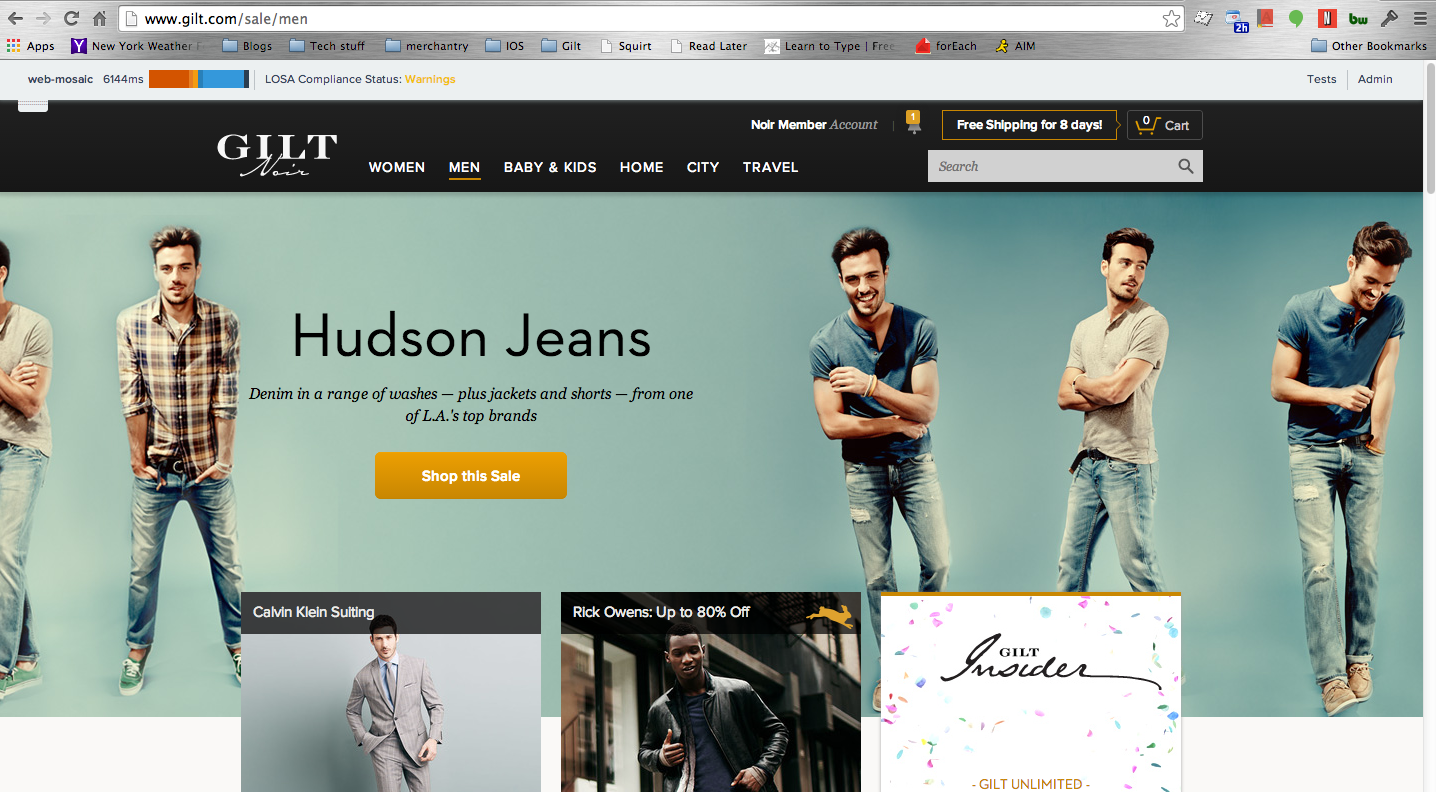 www.gilt.com/sale/men
2h
N
bw
Apps
Y
New York Weather F
Blogs
Tech stuff
merchantry
IOS
Gilt
Squirt
Read Later
Learn to Type | Free
forEach
AIM
Other Bookmarks
web-mosaic 6144ms
LOSA Compliance Status: Warnings
Tests
Admin
Noir Member Account
1
Free Shipping for 8 days!
0 Cart
GILT
Noir
WOMEN
MEN
BABY & KIDS
HOME
CITY
TRAVEL
Search
Hudson Jeans
Denim in a range of washes — plus jackets and shorts — from one
of L.A.'s top brands
Shop this Sale
Calvin Klein Suiting
Rick Owens: Up to 80% Off
GILT
Insider
- GILT UNLIMITED -